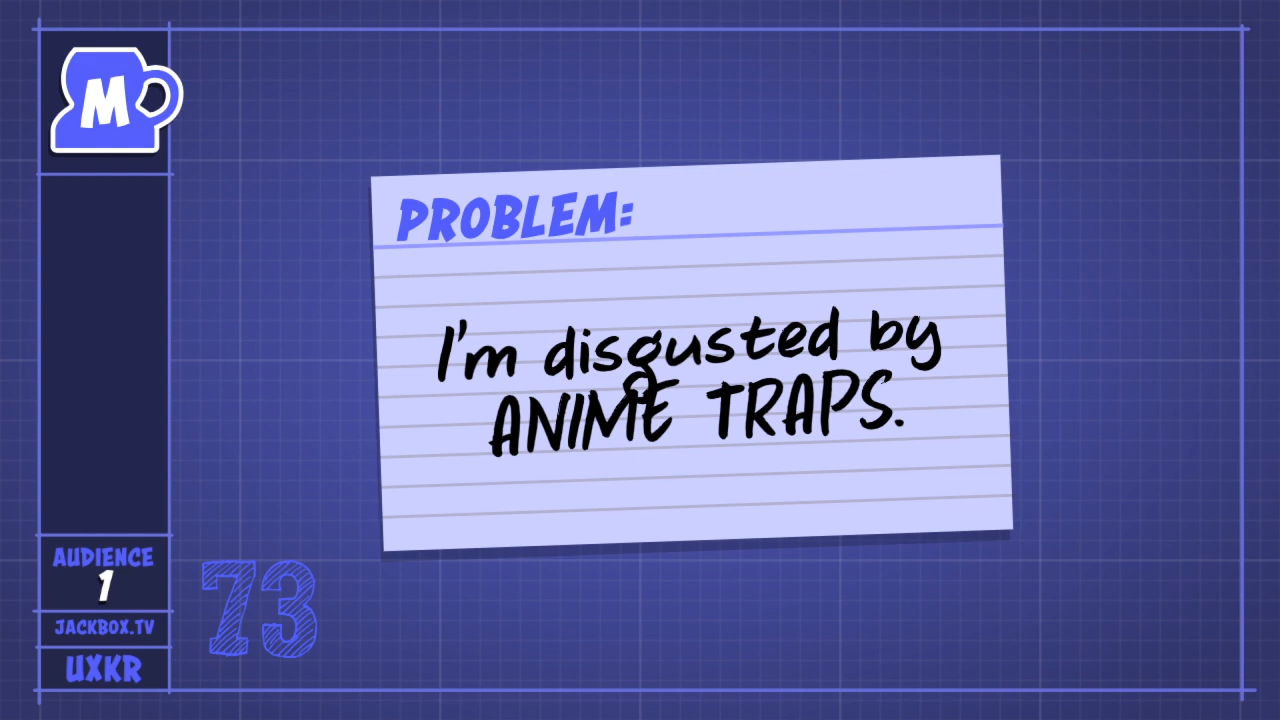 M
PROBLEM:
I'm disgusted by
ANIME TRAPS.
AUDIENCE
1
JACKBOX.TV
UXKR
73